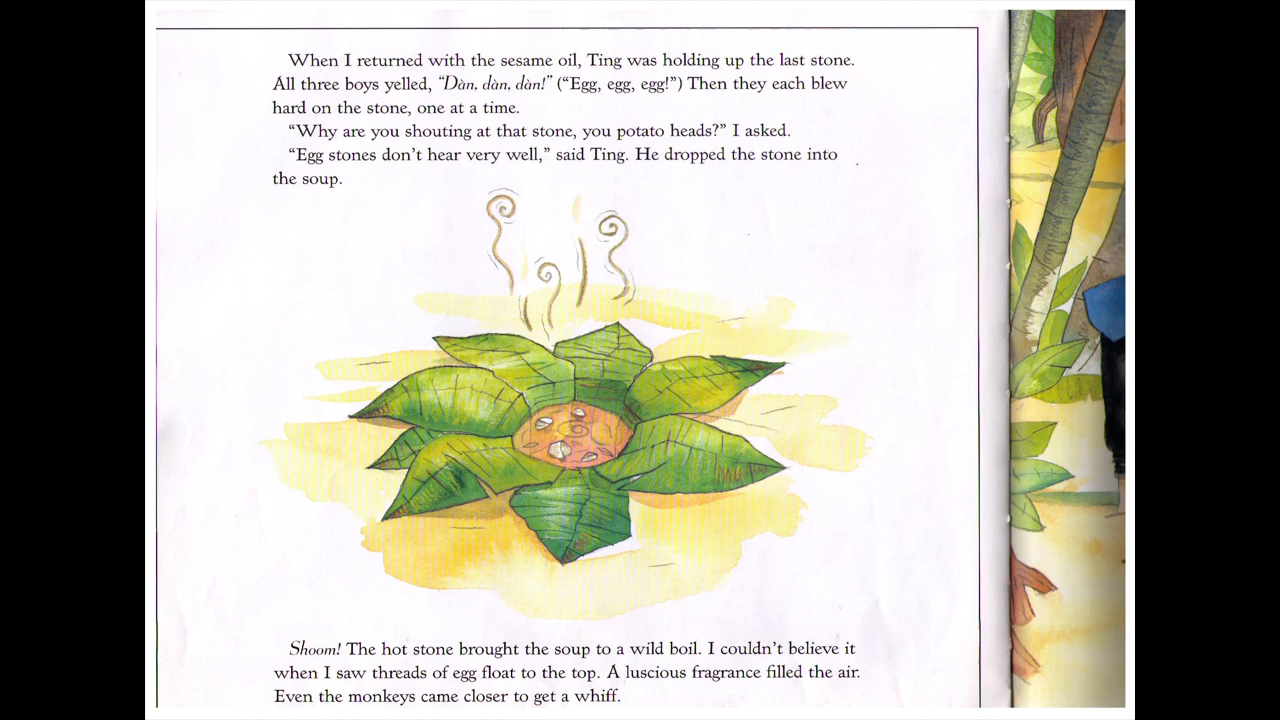 When I returned with the sesame oil, Ting was holding up the last stone.
All three boys yelled, “Dàn, dàn, dàn!” (“Egg, egg, egg!”) Then they each blew
hard on the stone, one at a time.
“Why are you shouting at that stone, you potato heads?” I asked.
“Egg stones don’t hear very well,” said Ting. He dropped the stone into
the soup.
Shoom! The hot stone brought the soup to a wild boil. I couldn’t believe it
when I saw threads of egg float to the top. A luscious fragrance filled the air.
Even the monkeys came closer to get a whiff.